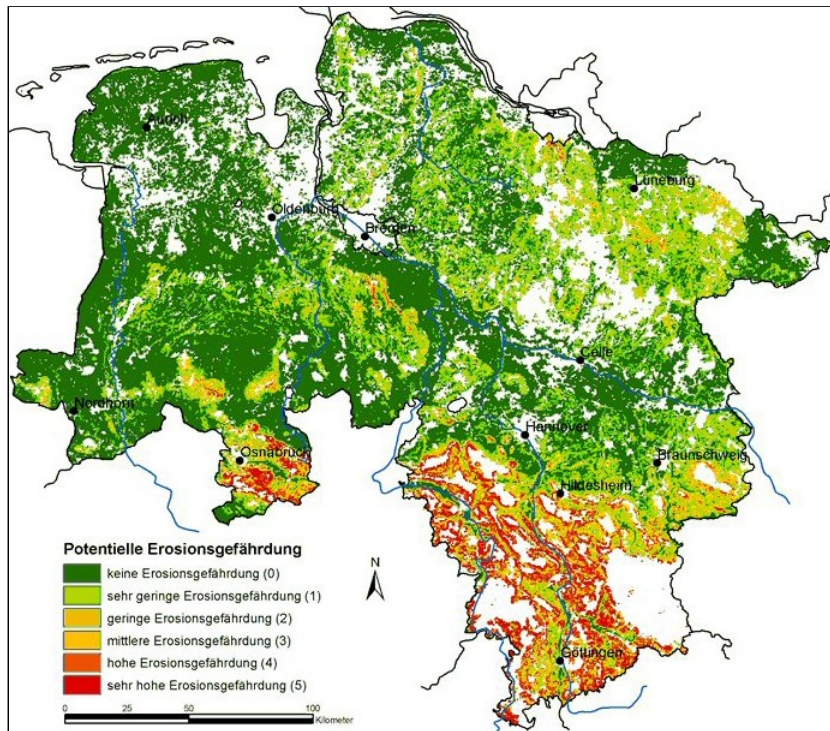 Aurich
Lüneburg
Oldenburg
Bremen
Celle
Nordhorn
Hannover
Osnabrück
Braunschweig
Hildesheim
Potentielle Erosionsgefährdung
keine Erosionsgefährdung (0)
N
sehr geringe Erosionsgefährdung (1)
geringe Erosionsgefährdung (2)
mittlere Erosionsgefährdung (3)
hohe Erosionsgefährdung (4)
Göttingen
sehr hohe Erosionsgefährdung (5)
0 25 50 100
Kilometer